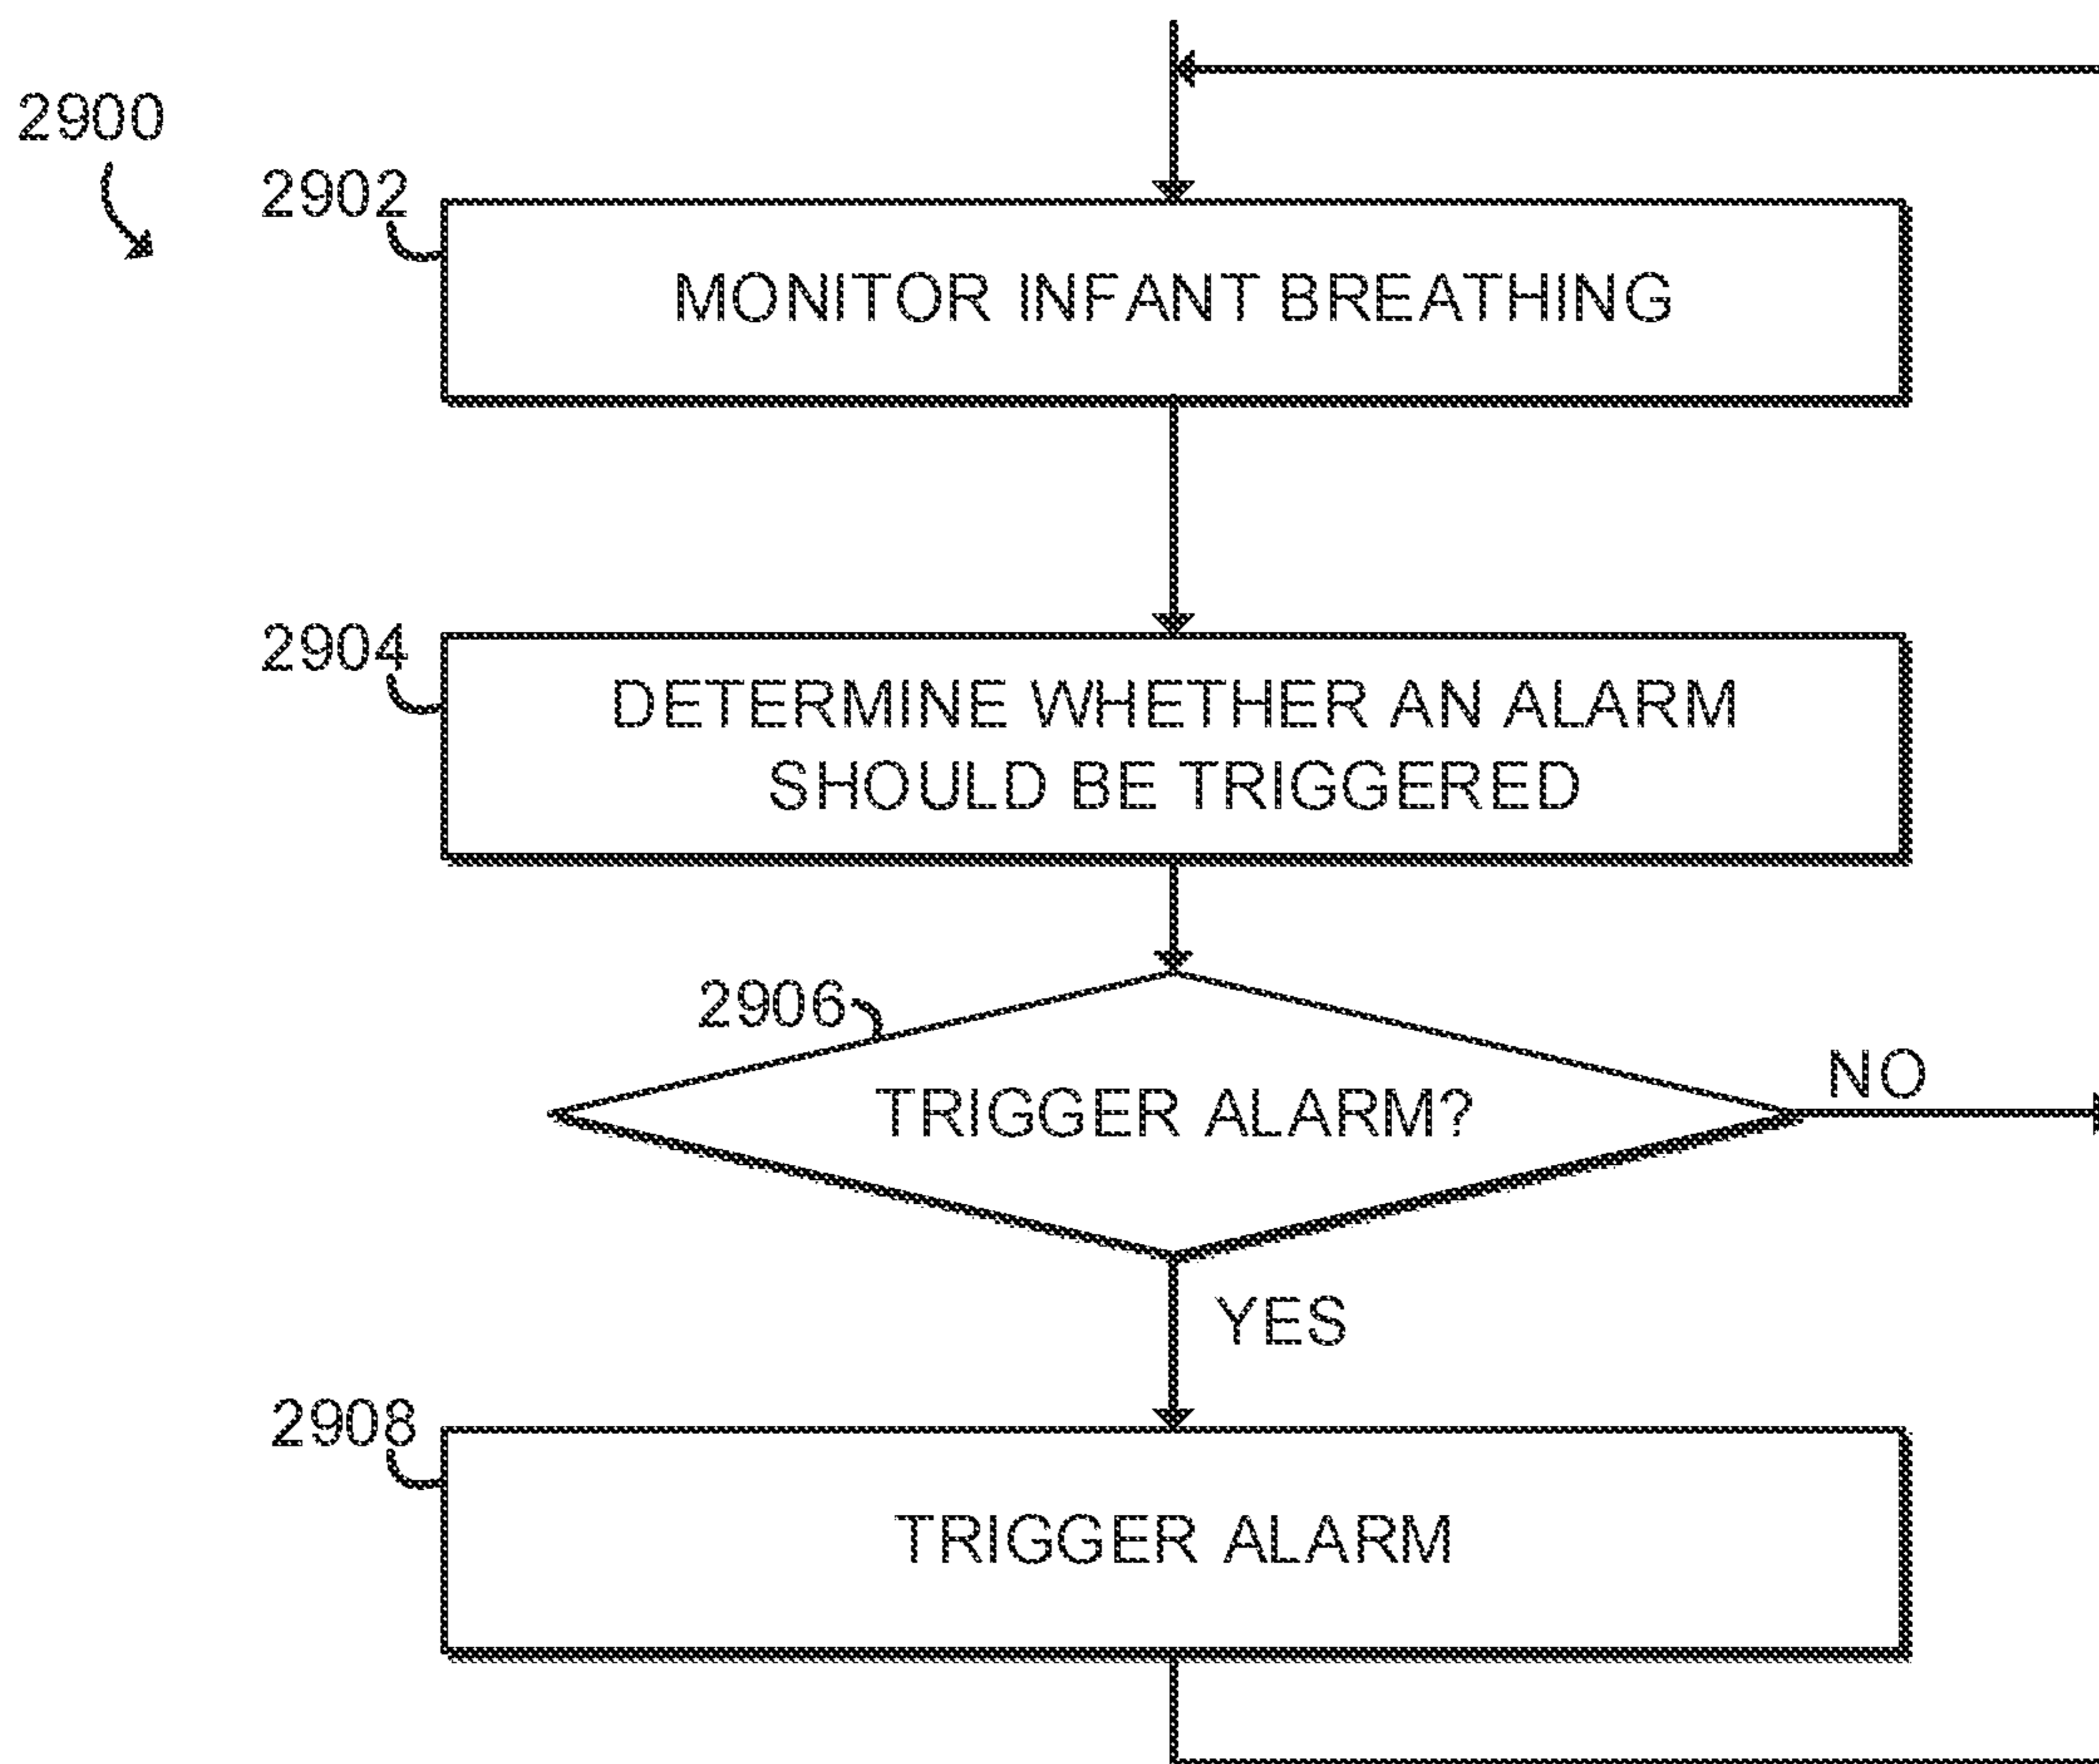 2900
2902
MONITOR INFANT BREATHING
2904
DETERMINE WHETHER AN ALARM
SHOULD BE TRIGGERED
2906
TRIGGER ALARM?
NO
YES
2908
TRIGGER ALARM